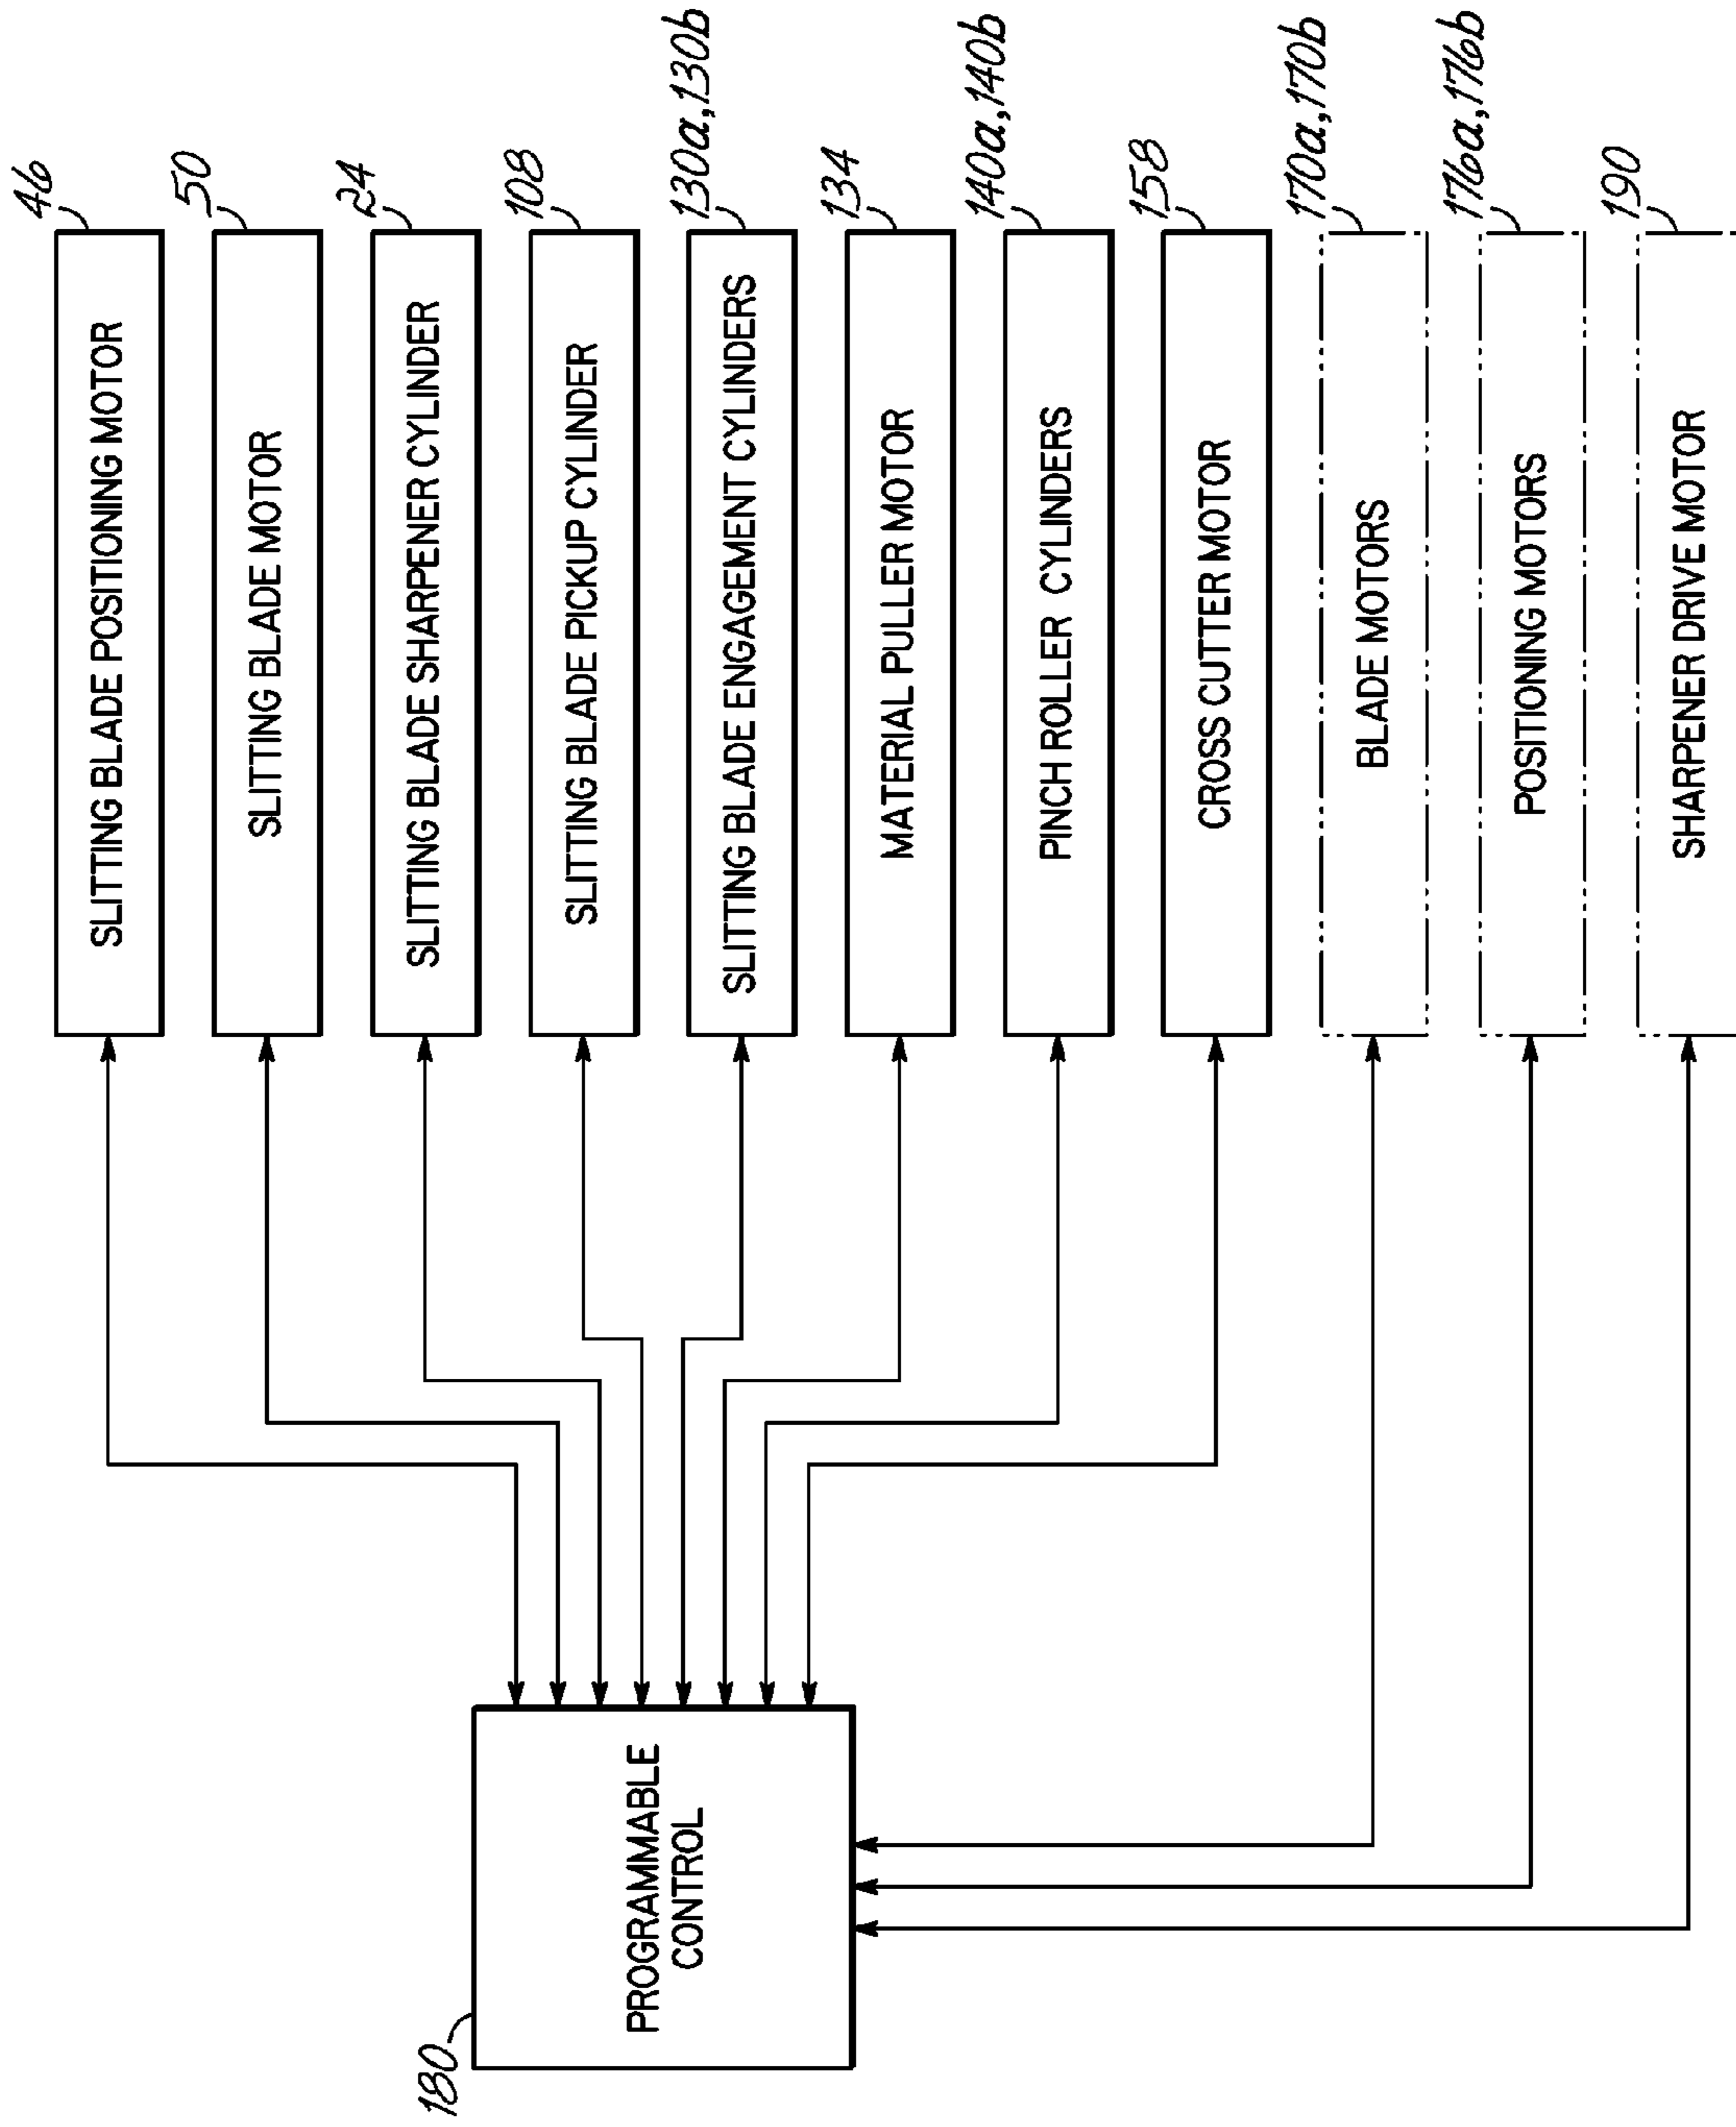 46
SLITTING BLADE POSITIONING MOTOR
50
SLITTING BLADE MOTOR
24
SLITTING BLADE SHARPENER CYLINDER
108
SLITTING BLADE PICKUP CYLINDER
130a,130b
SLITTING BLADE ENGAGEMENT CYLINDERS
134
MATERIAL PULLER MOTOR
140a,140b
PINCH ROLLER CYLINDERS
158
CROSS CUTTER MOTOR
170a,170b
BLADE MOTORS
176a,176b
POSITIONING MOTORS
190
SHARPENER DRIVE MOTOR
180
PROGRAMMABLE
CONTROL